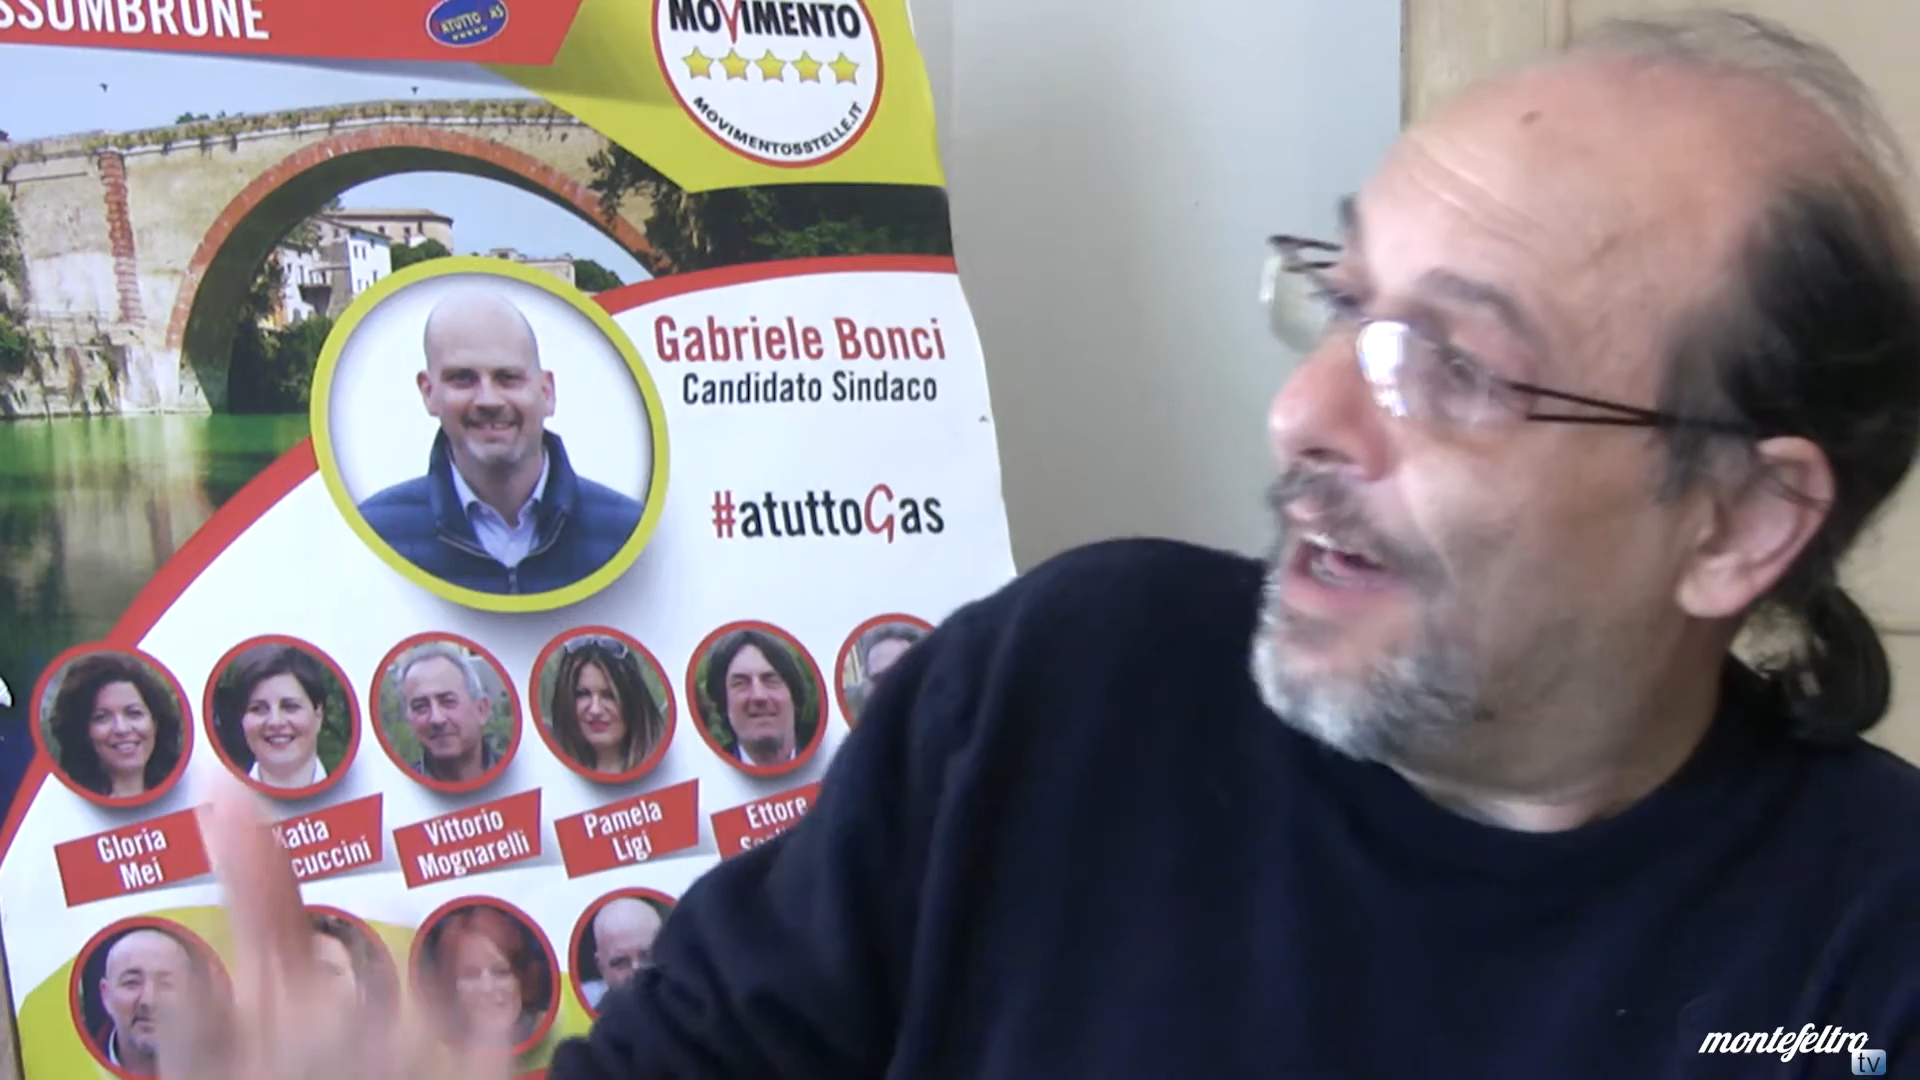 SSOMBRONE
ATUTTO AS
MOVIMENTO
MOVIMENTO5STELLE.IT
Gabriele Bonci
Candidato Sindaco
#atuttoGas
Gloria
Mei
Katia
cuccini
Vittorio
Mognarelli
Pamela
Ligi
Ettore
montefeltro
tv